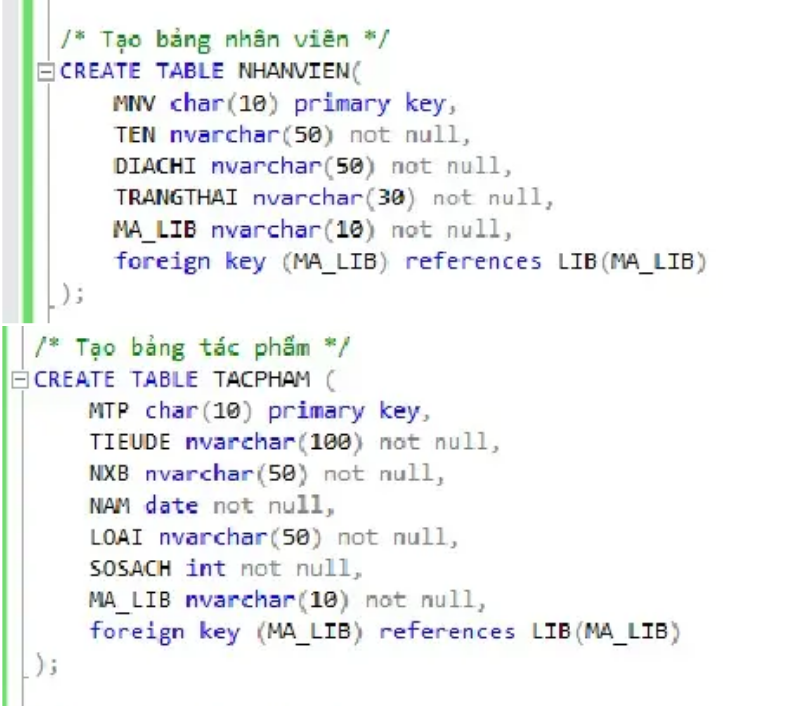 /* Tạo bảng nhân viên */
CREATE TABLE NHANVIEN(
MNV char(10) primary key,
TEN nvarchar(50) not null,
DIACHI nvarchar(50) not null,
TRANGTHAI nvarchar(30) not null,
MA_LIB nvarchar(10) not null,
foreign key (MA_LIB) references LIB(MA_LIB)
);
/* Tạo bảng tác phẩm */
CREATE TABLE TACPHAM (
MTP char(10) primary key,
TIEUDE nvarchar(100) not null,
NXB nvarchar(50) not null,
NAM date not null,
LOAI nvarchar(50) not null,
SOSACH int not null,
MA_LIB nvarchar(10) not null,
foreign key (MA_LIB) references LIB(MA_LIB)
);